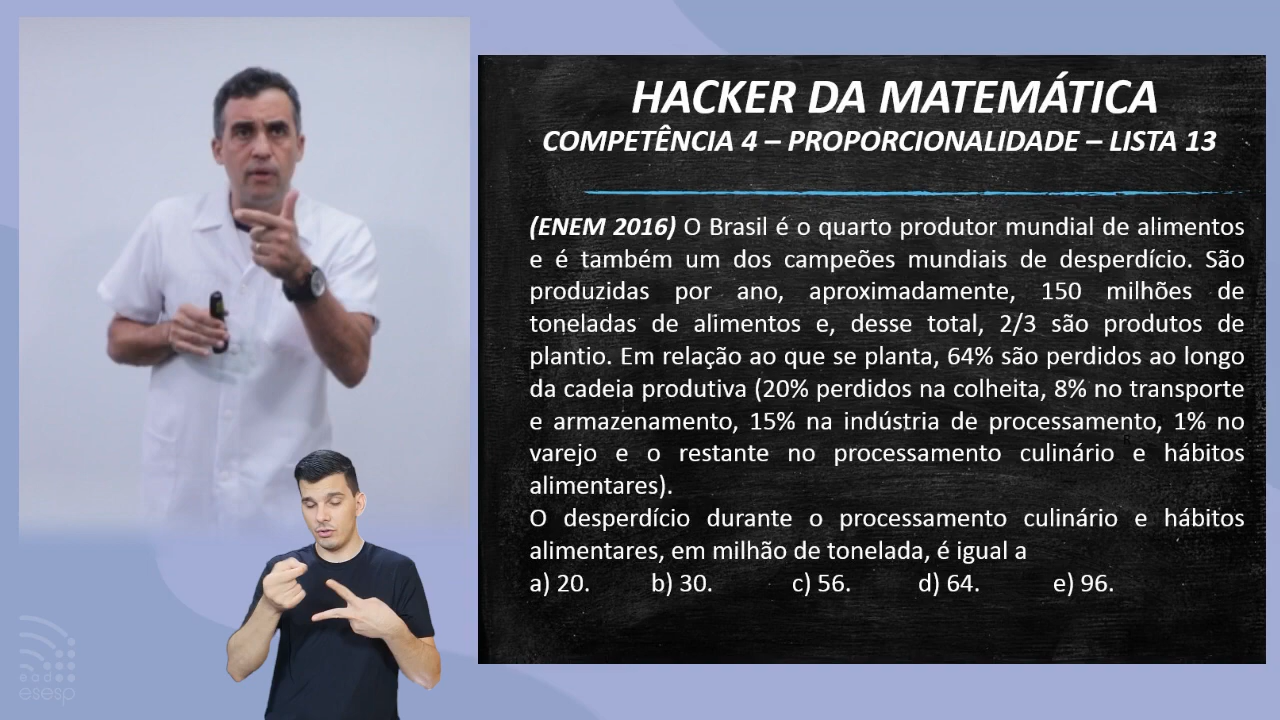 HACKER DA MATEMÁTICA
COMPETÊNCIA 4 – PROPORCIONALIDADE – LISTA 13
(ENEM 2016) O Brasil é o quarto produtor mundial de alimentos
e é também um dos campeões mundiais de desperdício. São
produzidas por ano, aproximadamente, 150 milhões de
toneladas de alimentos e, desse total, 2/3 são produtos de
plantio. Em relação ao que se planta, 64% são perdidos ao longo
da cadeia produtiva (20% perdidos na colheita, 8% no transporte
e armazenamento, 15% na indústria de processamento, 1% no
varejo e o restante no processamento culinário e hábitos
alimentares).
O desperdício durante o processamento culinário e hábitos
alimentares, em milhão de tonelada, é igual a
a) 20. b) 30. c) 56. d) 64. e) 96.
ead
esesp